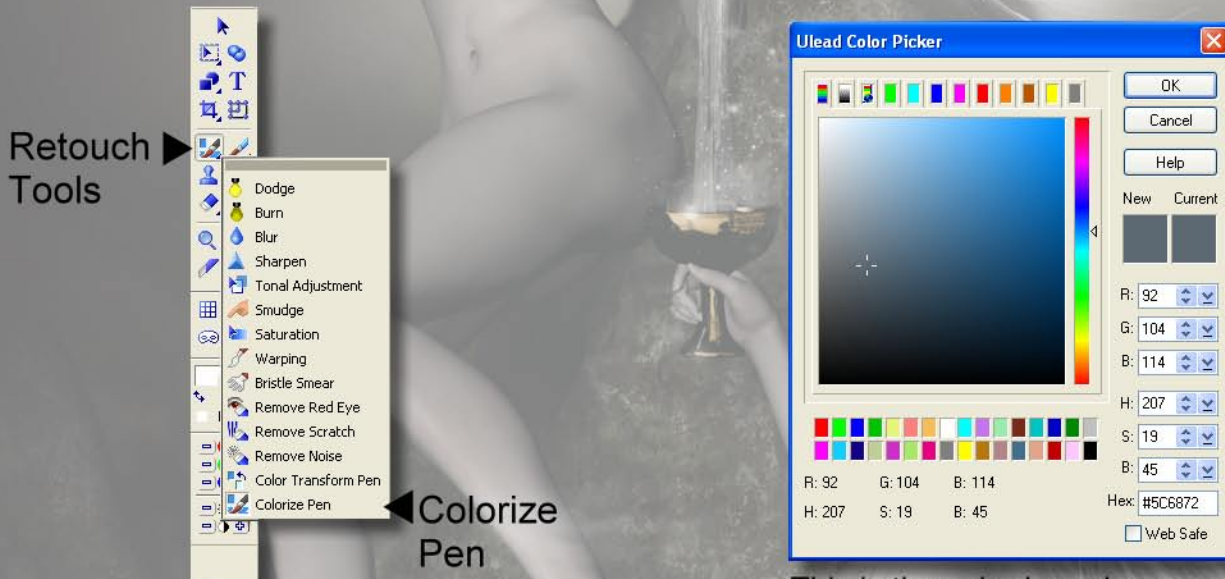 Retouch
Tools
T
Dodge
Burn
Blur
Sharpen
Tonal Adjustment
Smudge
Saturation
Warping
Bristle Smear
Remove Red Eye
Remove Scratch
Remove Noise
Color Transform Pen
Colorize Pen
Colorize
Pen
Ulead Color Picker
OK
Cancel
Help
New Current
R: 92
G: 104
B: 114
H: 207
S: 19
B: 45
Hex: #5C6872
Web Safe
R: 92 G: 104 B: 114
H: 207 S: 19 B: 45